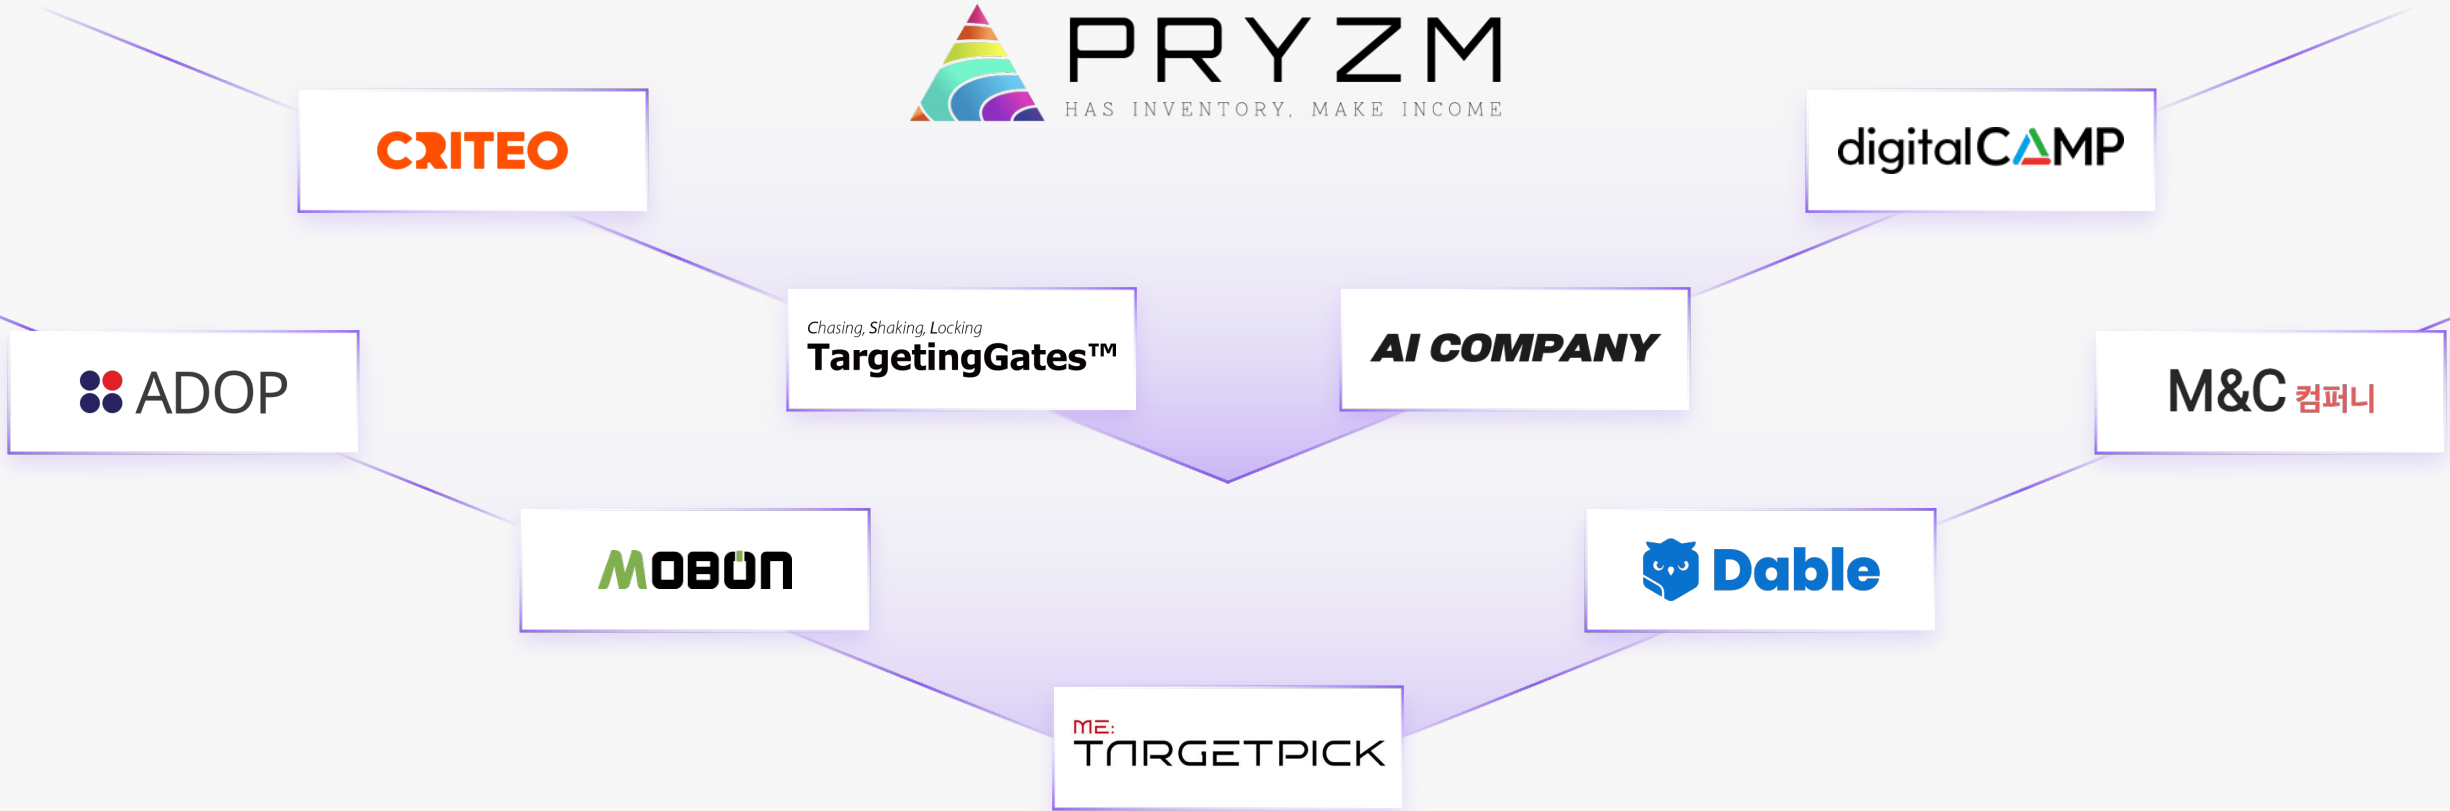 PRYZM
HAS INVENTORY, MAKE INCOME
CRITEO
digitalCAMP
Chasing, Shaking, Locking
TargetingGates™
AI COMPANY
ADOP
M&C 컴퍼니
MOBON
Dable
ME:
TARGETPICK